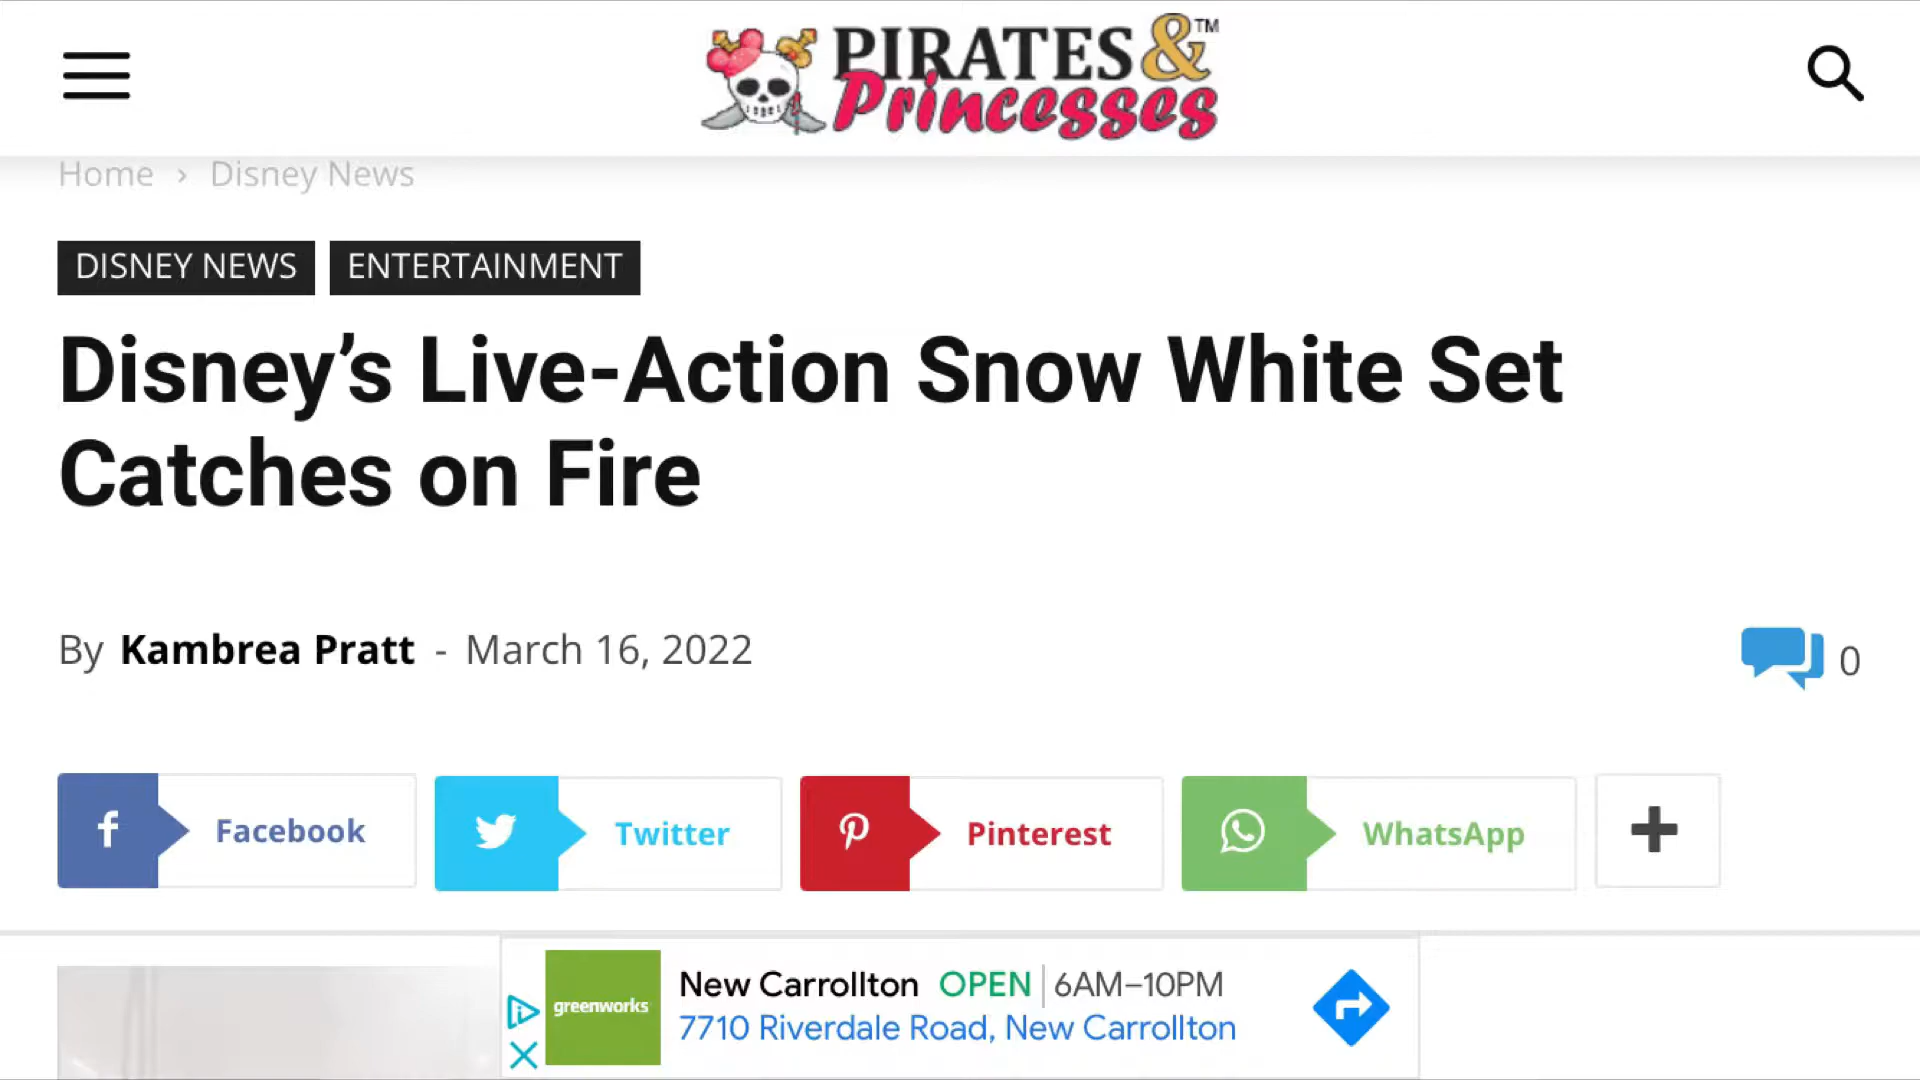 PIRATES &™
Princesses
Home › Disney News
DISNEY NEWS ENTERTAINMENT
Disney’s Live-Action Snow White Set
Catches on Fire
By Kambrea Pratt - March 16, 2022
0
Facebook Twitter Pinterest WhatsApp
greenworks
New Carrollton OPEN 6AM–10PM
7710 Riverdale Road, New Carrollton